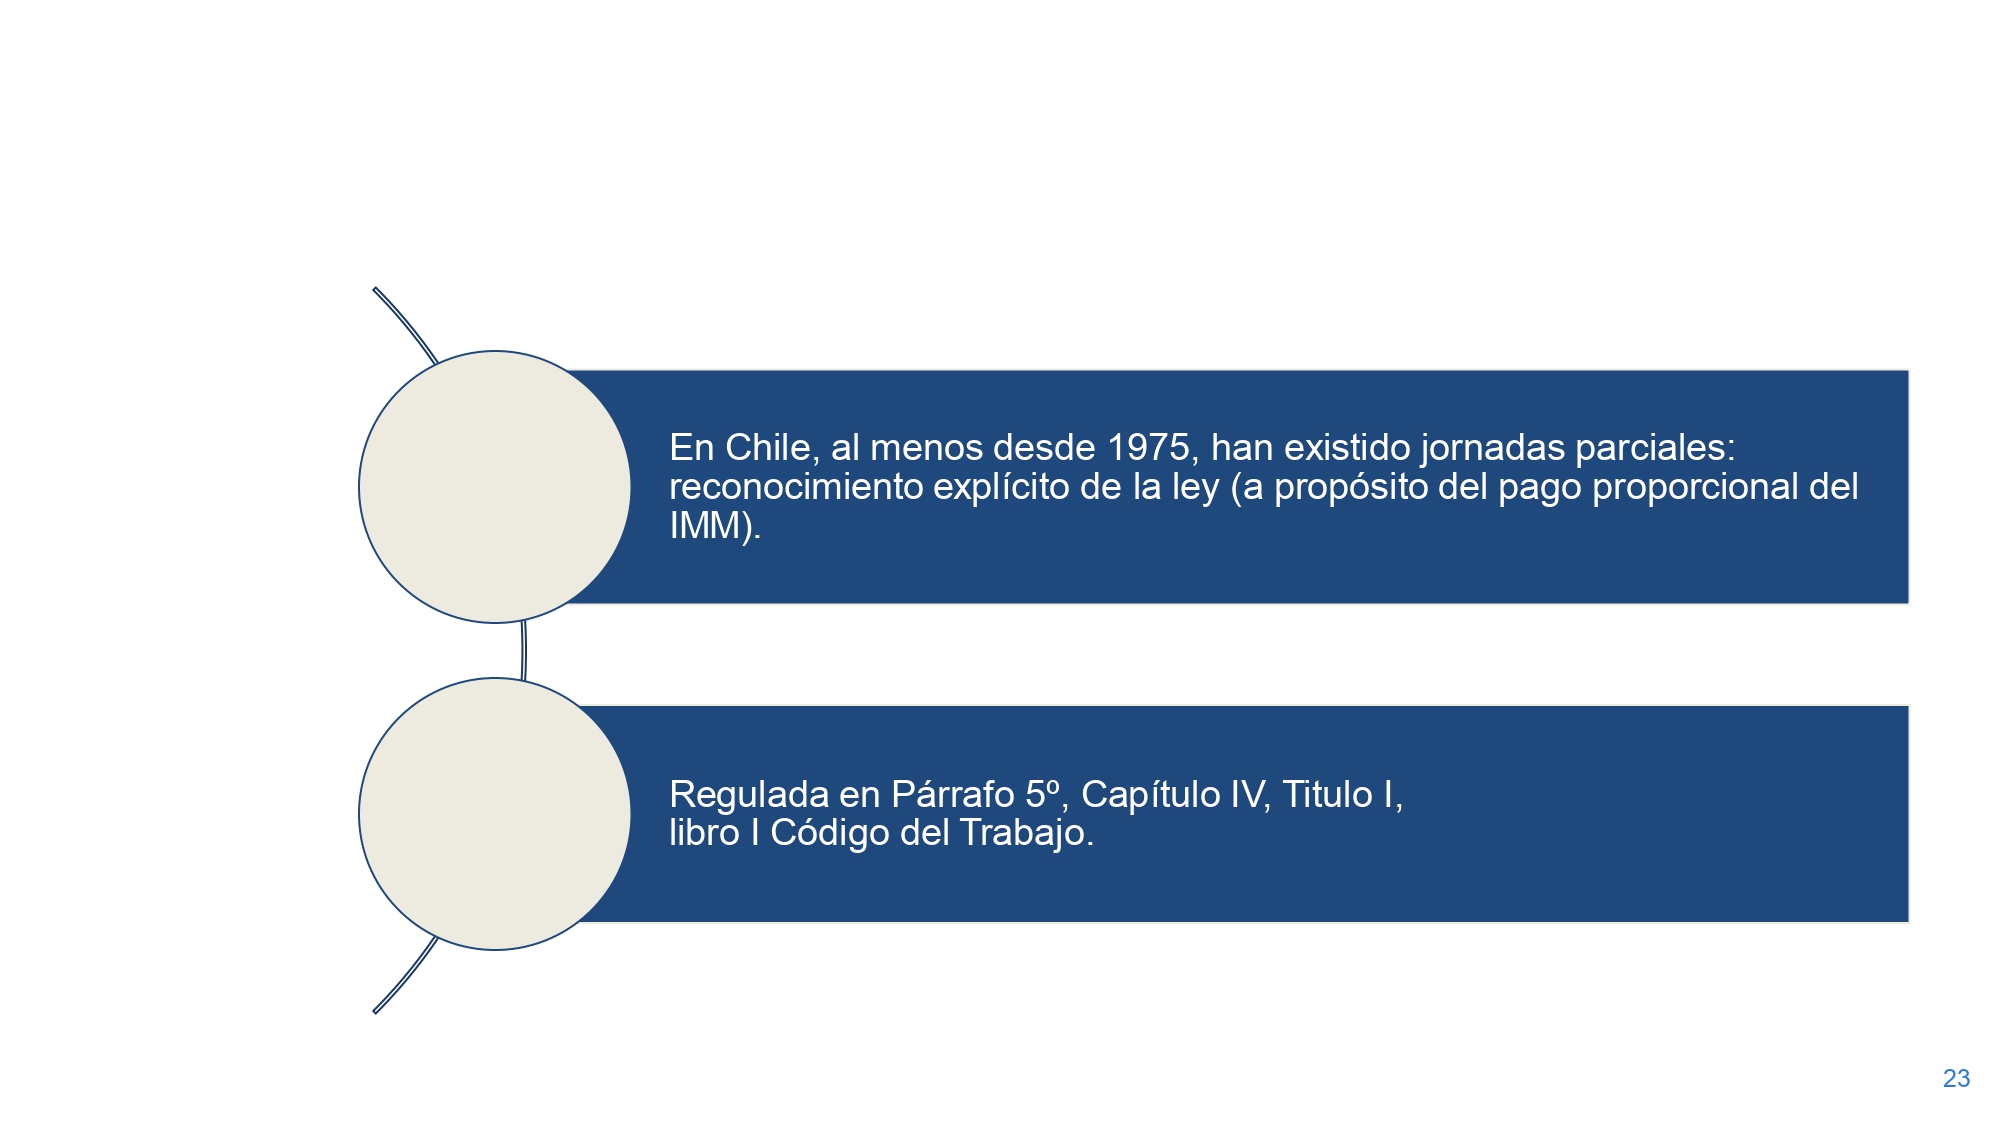 En Chile, al menos desde 1975, han existido jornadas parciales:
reconocimiento explícito de la ley (a propósito del pago proporcional del
IMM).
Regulada en Párrafo 5º, Capítulo IV, Titulo I,
libro I Código del Trabajo.
23